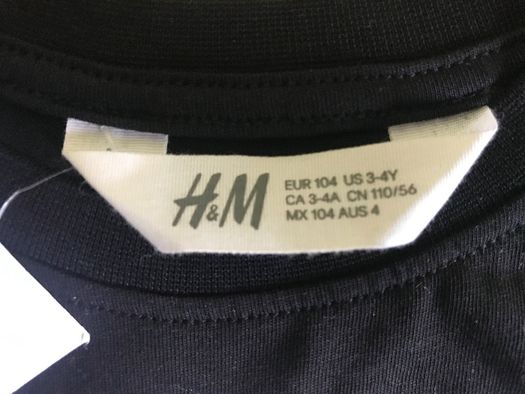 H&M
EUR 104 US 3-4Y
CA 3-4A CN 110/56
MX 104 AUS 4